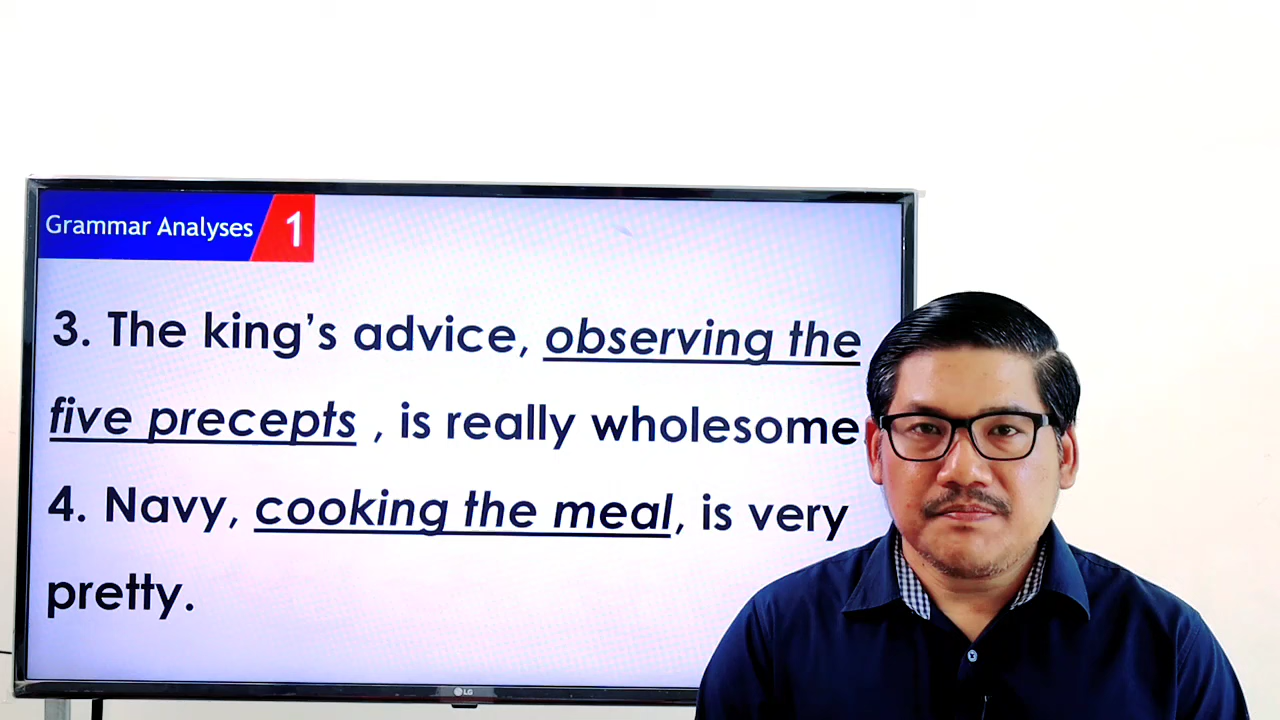 Grammar Analyses 1
3. The king's advice, observing the
five precepts , is really wholesome.
4. Navy, cooking the meal, is very
pretty.
LG